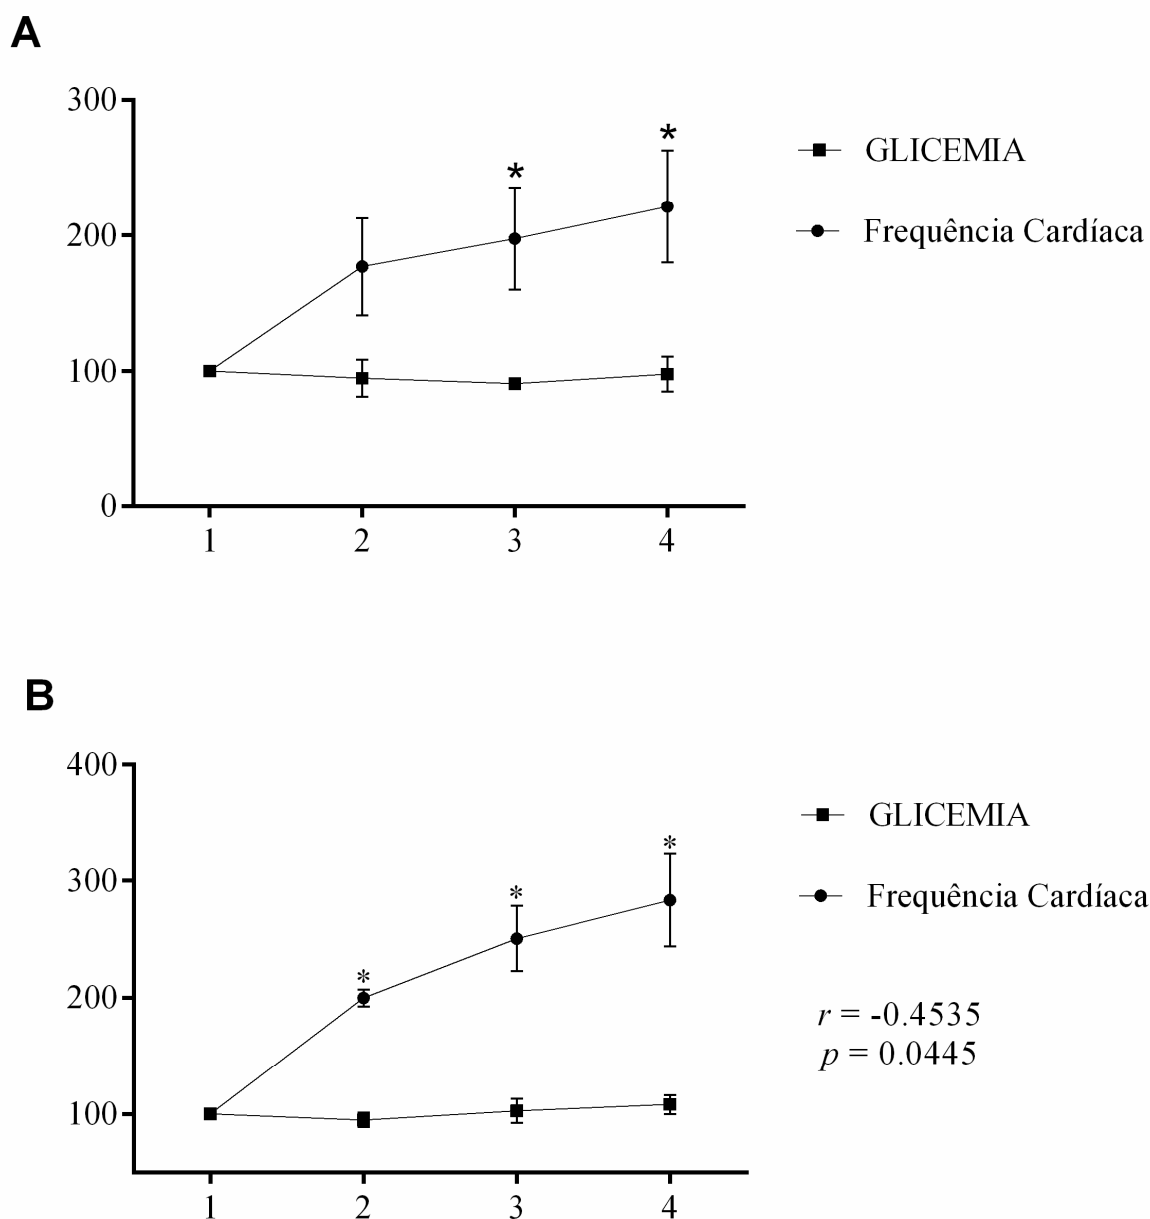 A
300
200
100
0
*
*
1 2 3 4
GLICEMIA
Frequência Cardíaca
B
400
300
200
100
*
*
*
1 2 3 4
GLICEMIA
Frequência Cardíaca
r = -0.4535
p = 0.0445